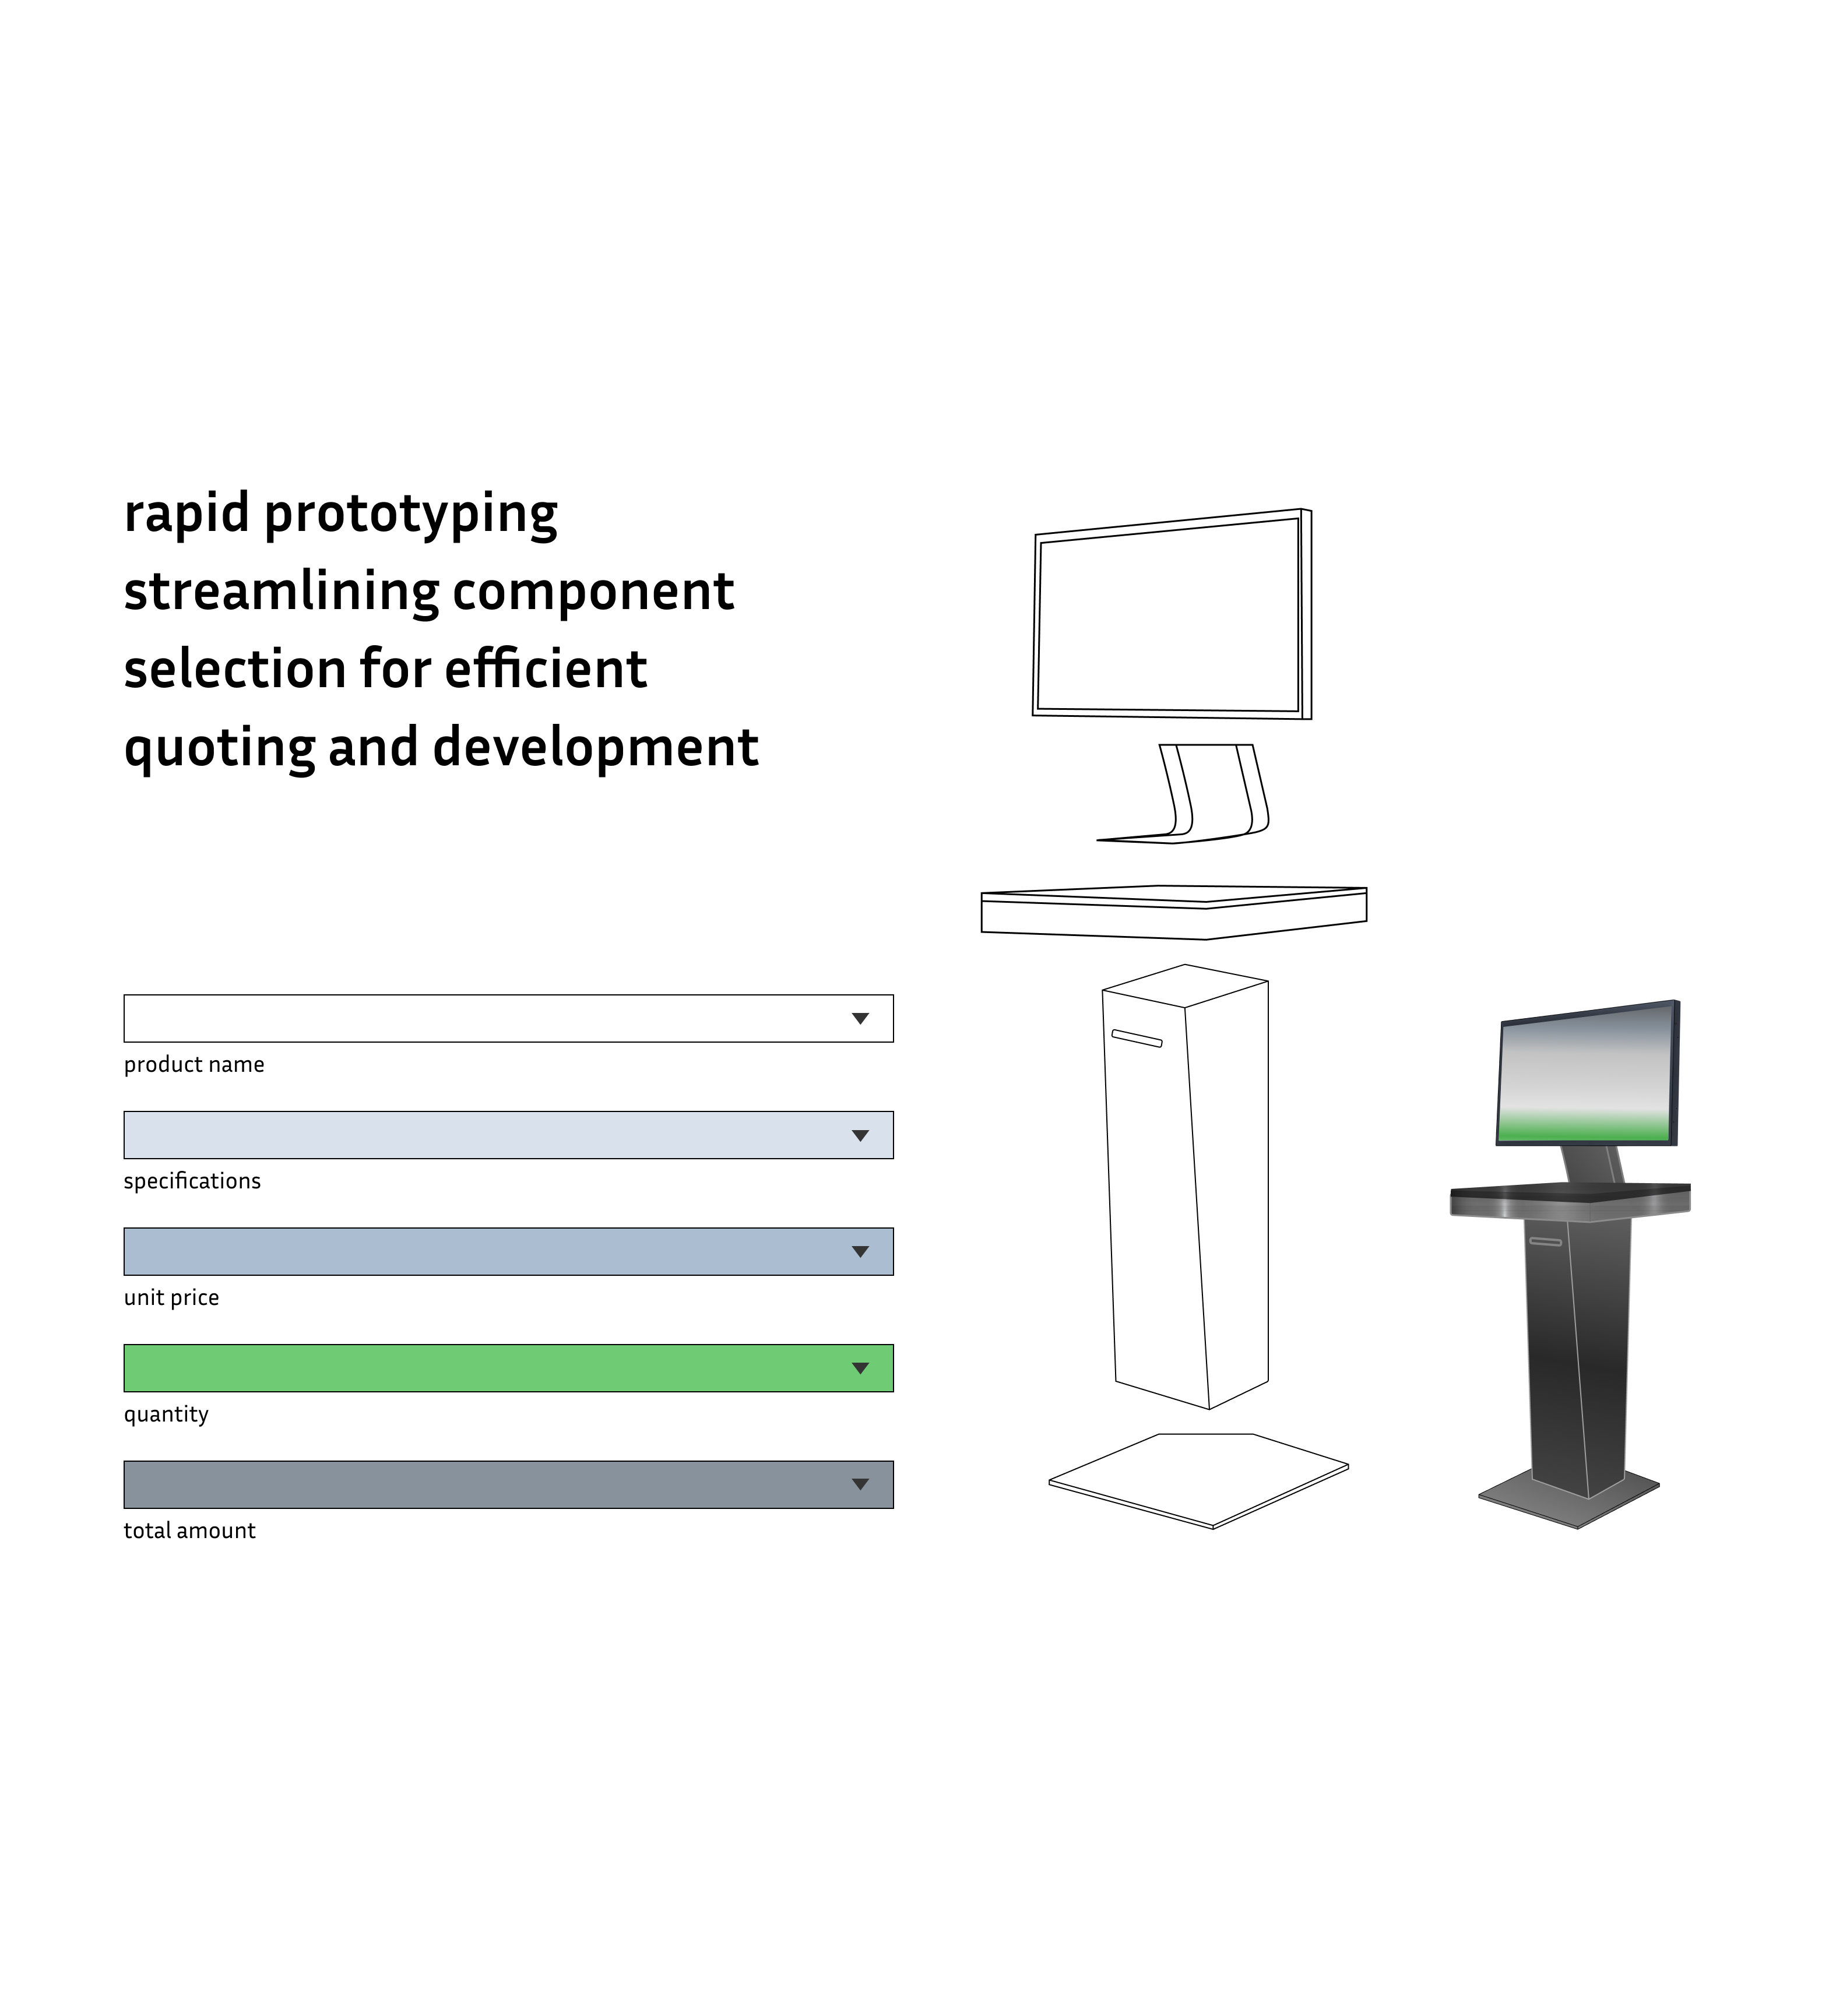 rapid prototyping
streamlining component
selection for efficient
quoting and development
product name
specifications
unit price
quantity
total amount